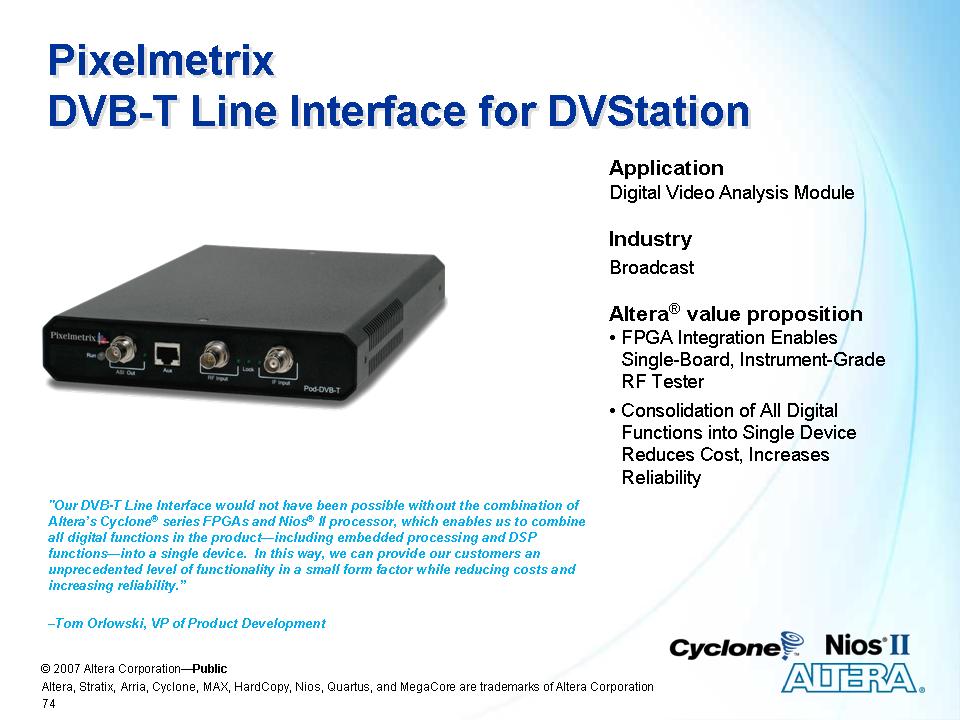 Pixelmetrix
DVB-T Line Interface for DVStation
Application
Digital Video Analysis Module
Industry
Broadcast
Altera® value proposition
• FPGA Integration Enables
Single-Board, Instrument-Grade
RF Tester
• Consolidation of All Digital
Functions into Single Device
Reduces Cost, Increases
Reliability
Pixelmetrix
Run
ASI Out
Aux
RF Input
Lock
IF Input
Pod-DVB-T
"Our DVB-T Line Interface would not have been possible without the combination of
Altera's Cyclone® series FPGAs and Nios® II processor, which enables us to combine
all digital functions in the product—including embedded processing and DSP
functions—into a single device.  In this way, we can provide our customers an
unprecedented level of functionality in a small form factor while reducing costs and
increasing reliability."
–Tom Orlowski, VP of Product Development
Cyclone™ Nios® II
ALTERA®
© 2007 Altera Corporation—Public
Altera, Stratix, Arria, Cyclone, MAX, HardCopy, Nios, Quartus, and MegaCore are trademarks of Altera Corporation
74